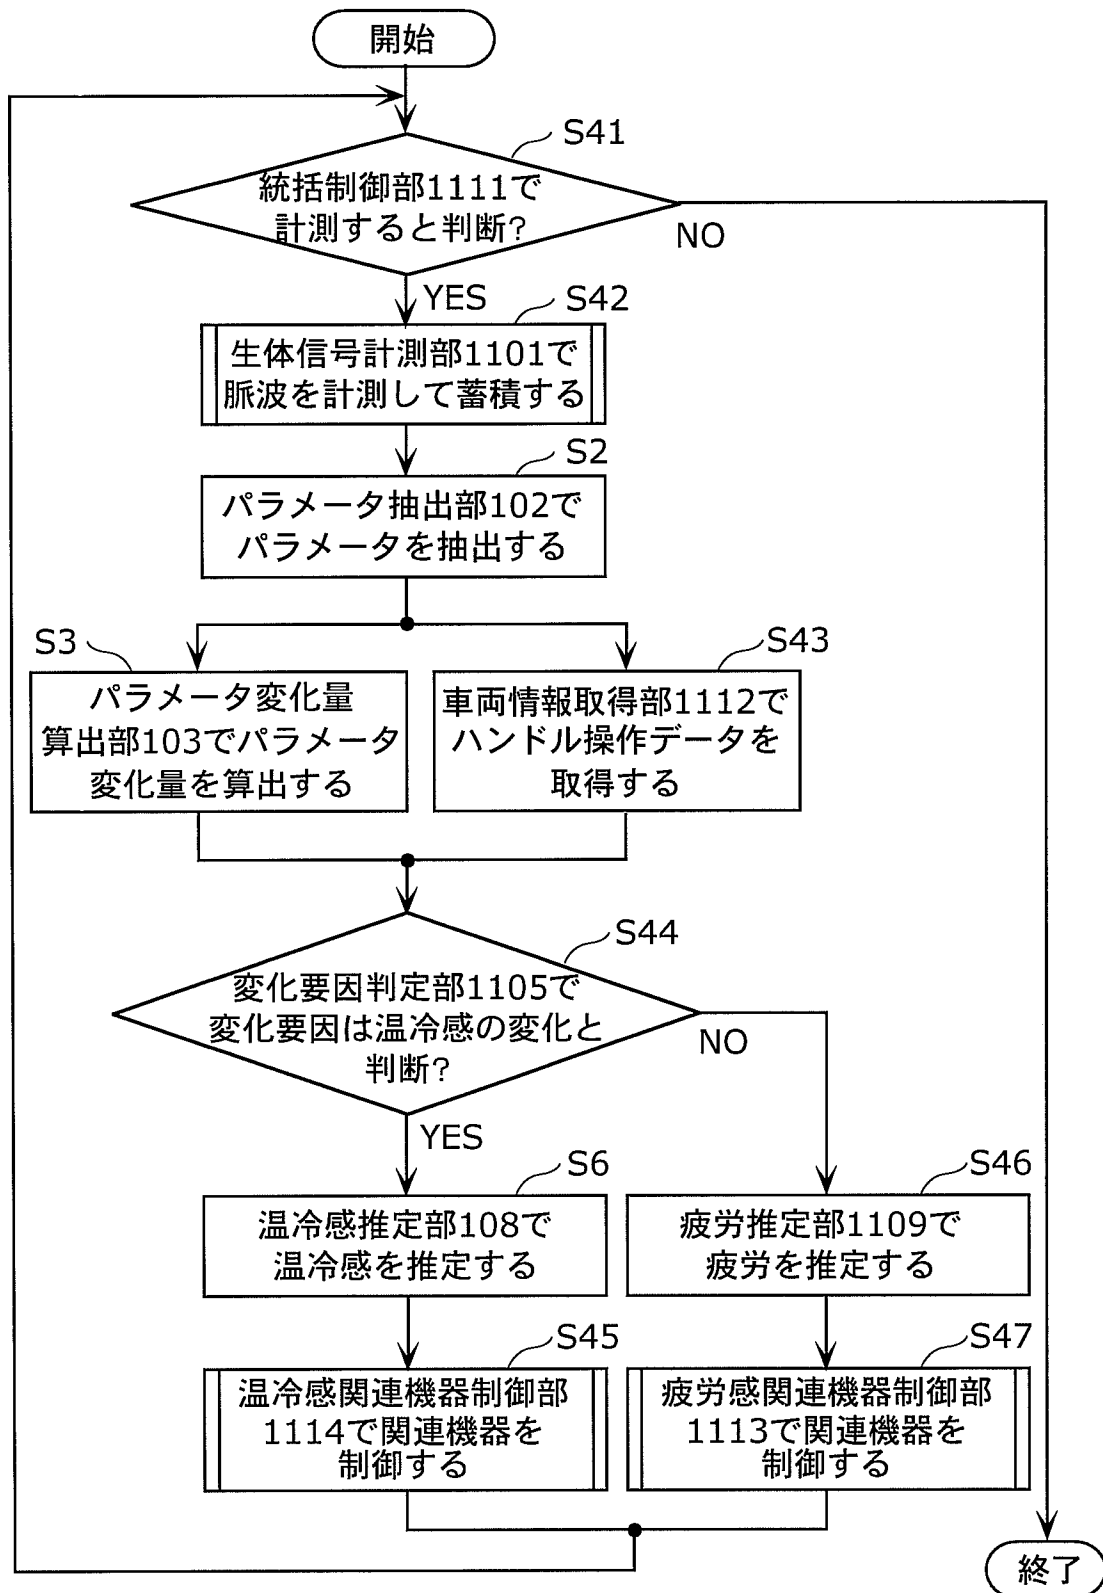 開始
S41
統括制御部1111で
計測すると判断?
NO
YES
S42
生体信号計測部1101で
脈波を計測して蓄積する
S2
パラメータ抽出部102で
パラメータを抽出する
S3
パラメータ変化量
算出部103でパラメータ
変化量を算出する
S43
車両情報取得部1112で
ハンドル操作データを
取得する
S44
変化要因判定部1105で
変化要因は温冷感の変化と
判断?
NO
YES
S6
温冷感推定部108で
温冷感を推定する
S46
疲労推定部1109で
疲労を推定する
S45
温冷感関連機器制御部
1114で関連機器を
制御する
S47
疲労感関連機器制御部
1113で関連機器を
制御する
終了